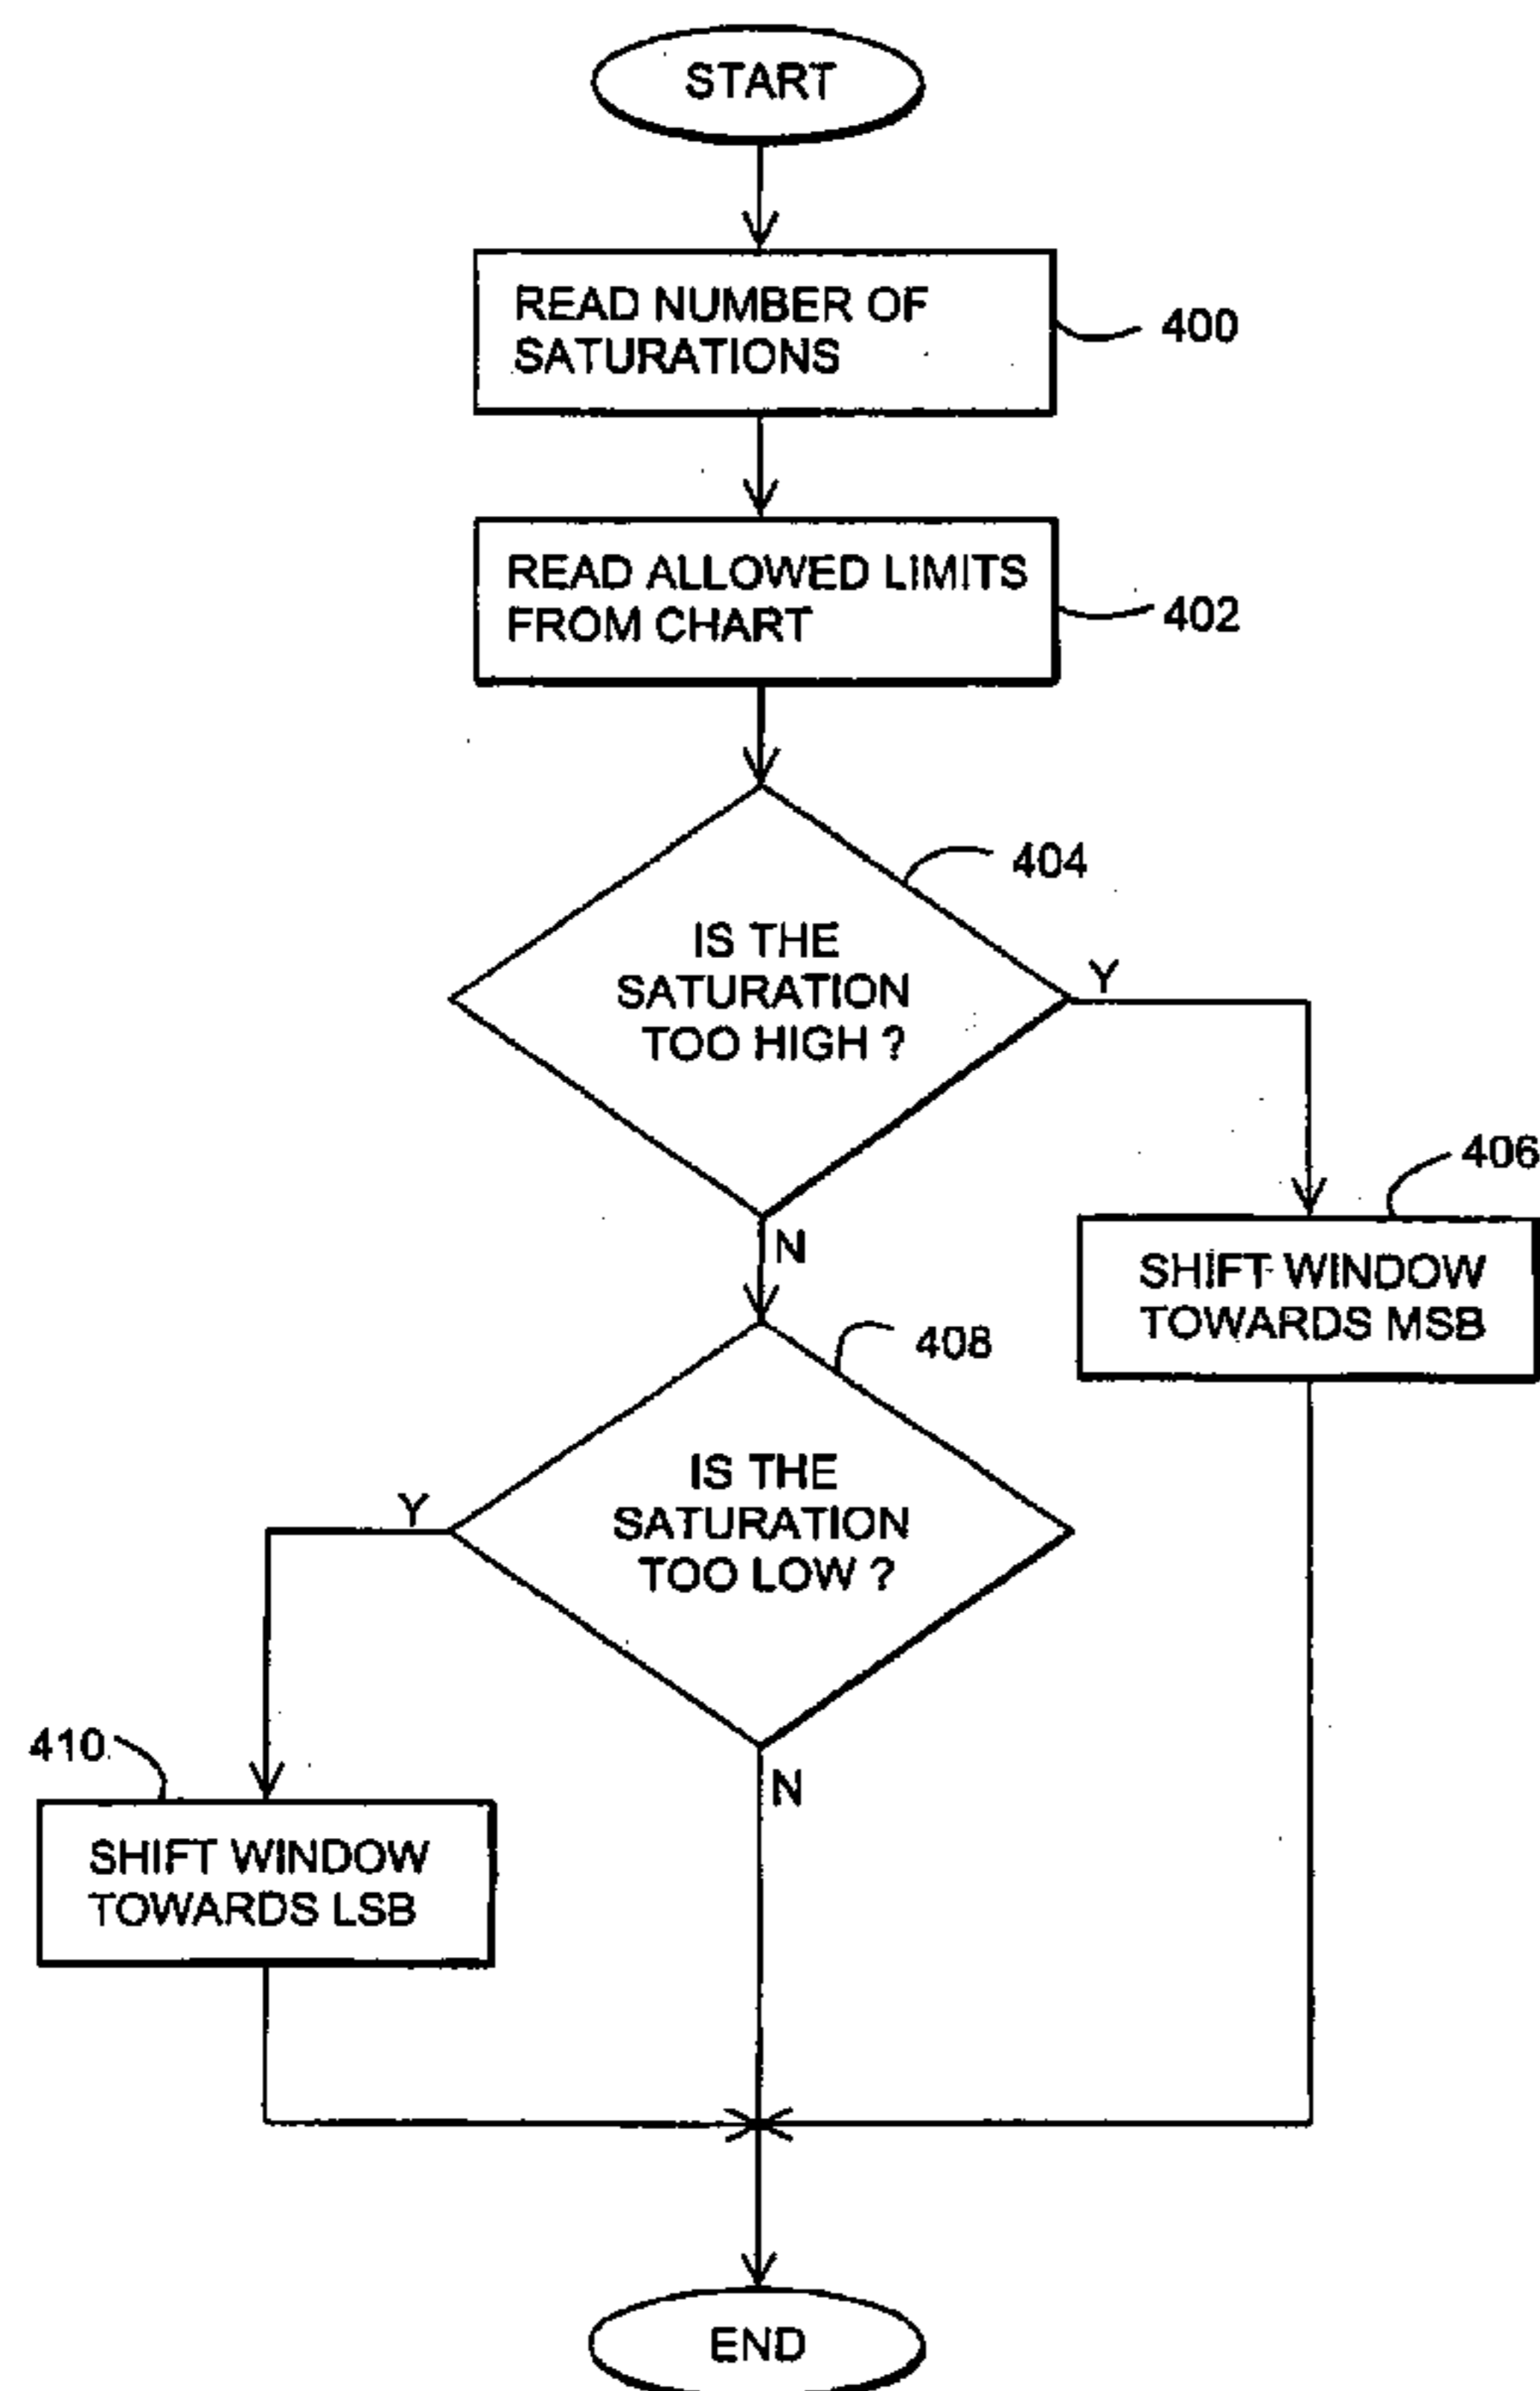 START
READ NUMBER OF
SATURATIONS
400
READ ALLOWED LIMITS
FROM CHART
402
404
IS THE
SATURATION
TOO HIGH ?
Y
N
406
SHIFT WINDOW
TOWARDS MSB
408
IS THE
SATURATION
TOO LOW ?
Y
N
410
SHIFT WINDOW
TOWARDS LSB
END